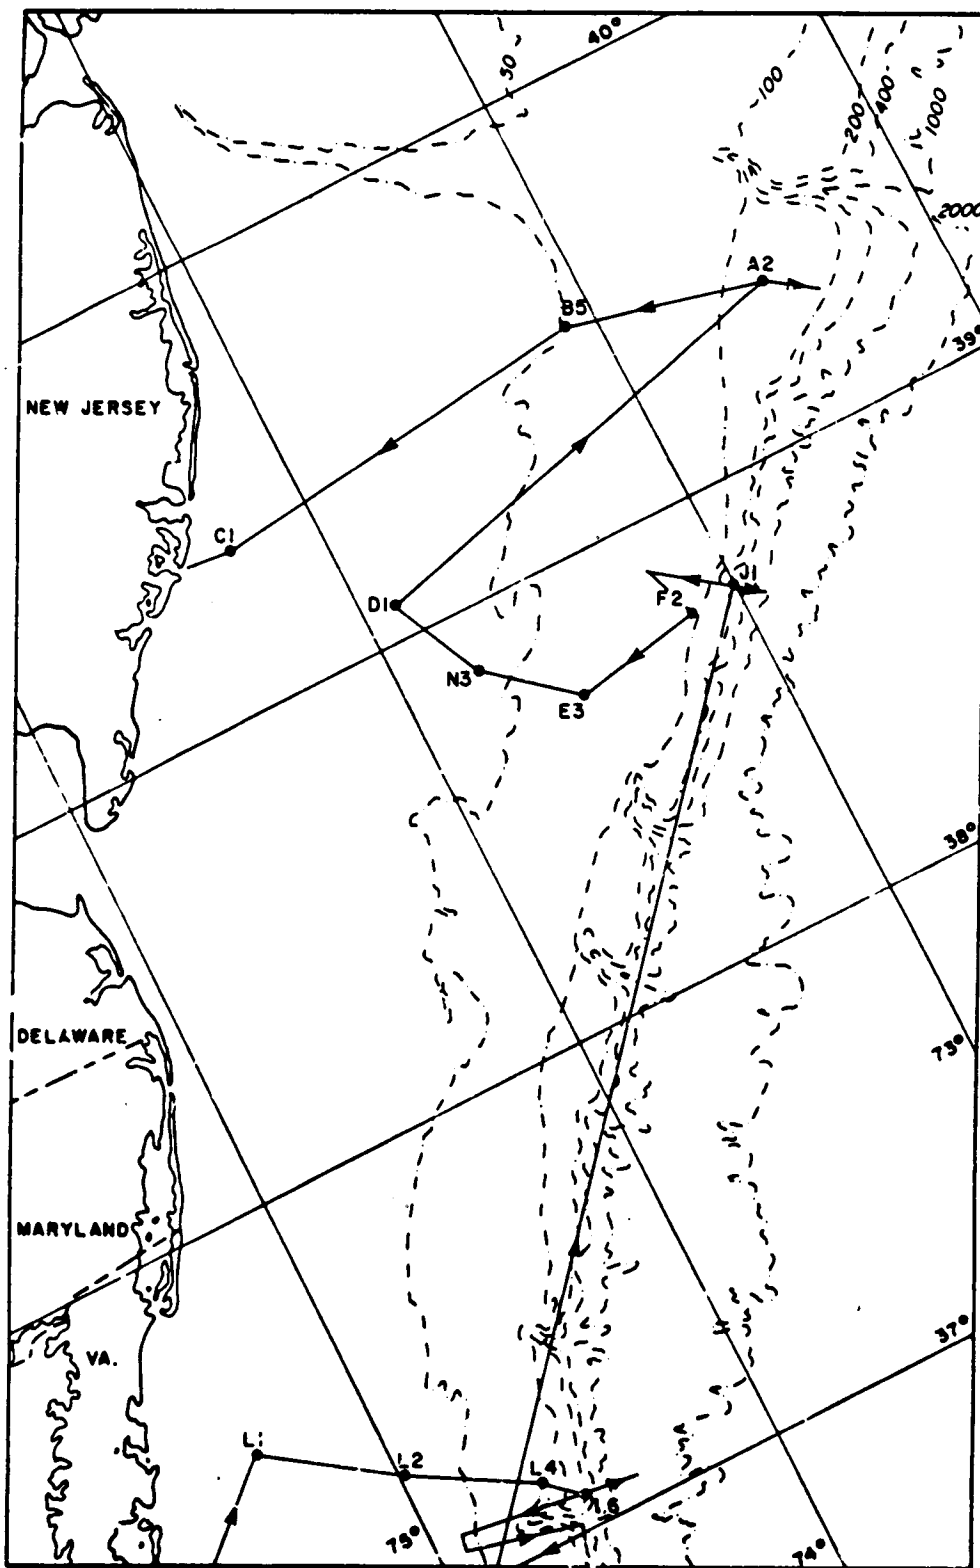 40°
50
100
200
400
1000
2000
A2
B5
39°
NEW JERSEY
C1
D1
J1
F2
N3
E3
38°
DELAWARE
73°
MARYLAND
37°
VA.
L1
L2
L4
L6
75°
74°